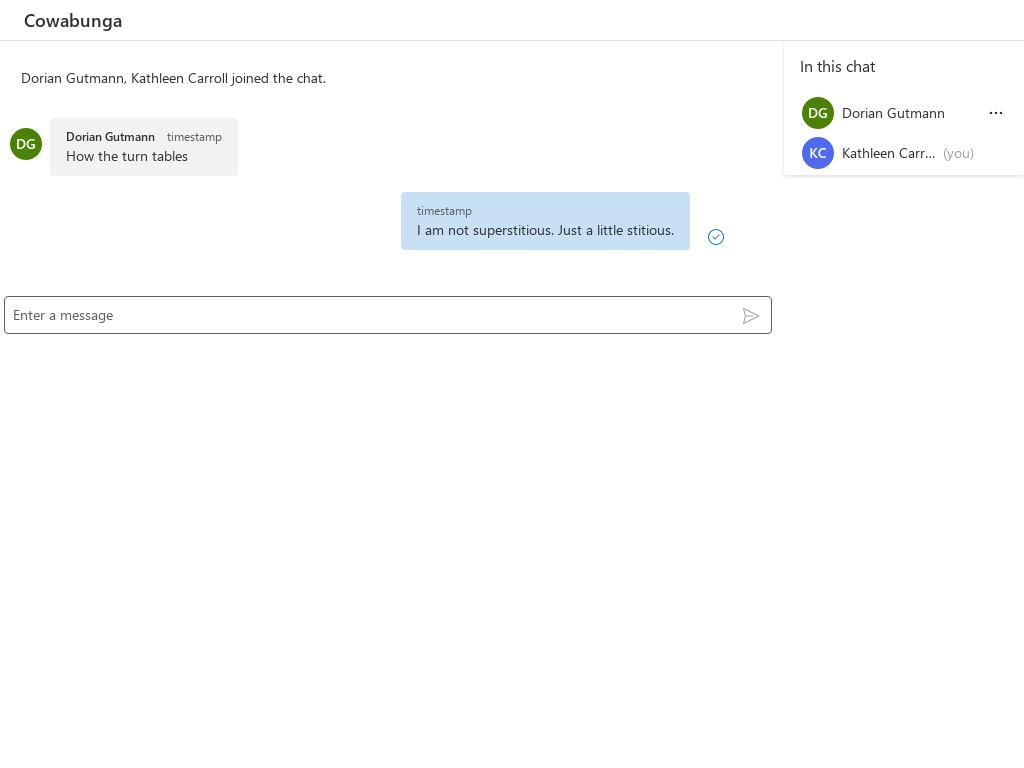 Cowabunga
Dorian Gutmann, Kathleen Carroll joined the chat.
DG
Dorian Gutmann timestamp
How the turn tables
timestamp
I am not superstitious. Just a little stitious.
Enter a message
In this chat
DG Dorian Gutmann ...
KC Kathleen Carr... (you)